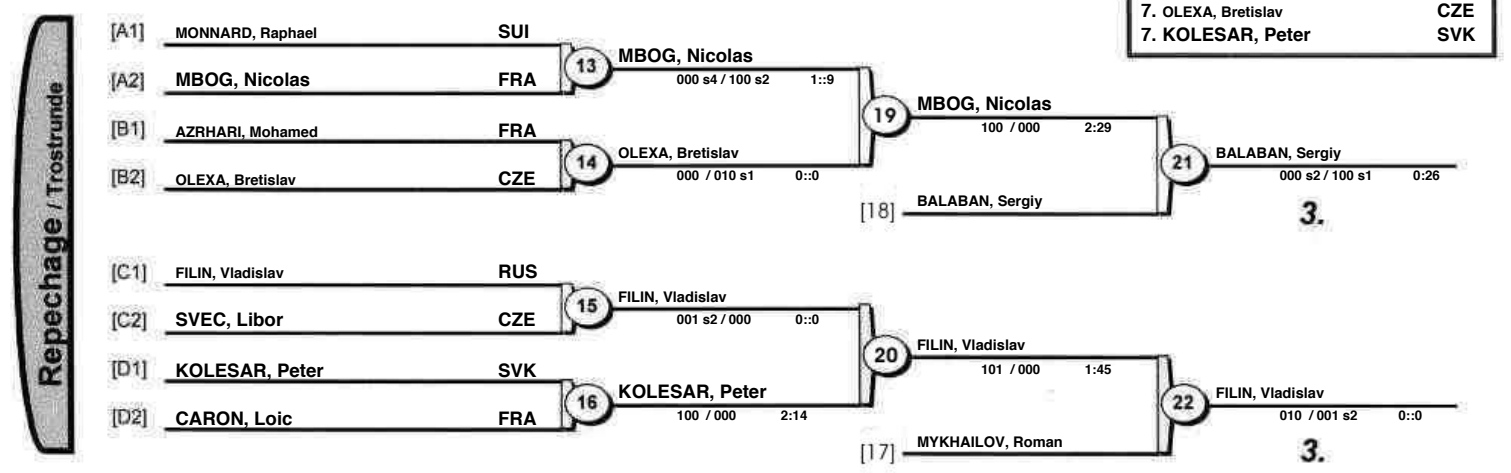 7. OLEXA, Bretislav CZE
7. KOLESAR, Peter SVK
Repechage / Trostrunde
[A1] MONNARD, Raphael SUI
[A2] MBOG, Nicolas FRA
13 MBOG, Nicolas
000 s4 / 100 s2 1::9
[B1] AZRHARI, Mohamed FRA
[B2] OLEXA, Bretislav CZE
14 OLEXA, Bretislav
000 / 010 s1 0::0
19 MBOG, Nicolas
100 / 000 2:29
[18] BALABAN, Sergiy
21 BALABAN, Sergiy
000 s2 / 100 s1 0:26
3.
[C1] FILIN, Vladislav RUS
[C2] SVEC, Libor CZE
15 FILIN, Vladislav
001 s2 / 000 0::0
[D1] KOLESAR, Peter SVK
[D2] CARON, Loic FRA
16 KOLESAR, Peter
100 / 000 2:14
20 FILIN, Vladislav
101 / 000 1:45
[17] MYKHAILOV, Roman
22 FILIN, Vladislav
010 / 001 s2 0::0
3.